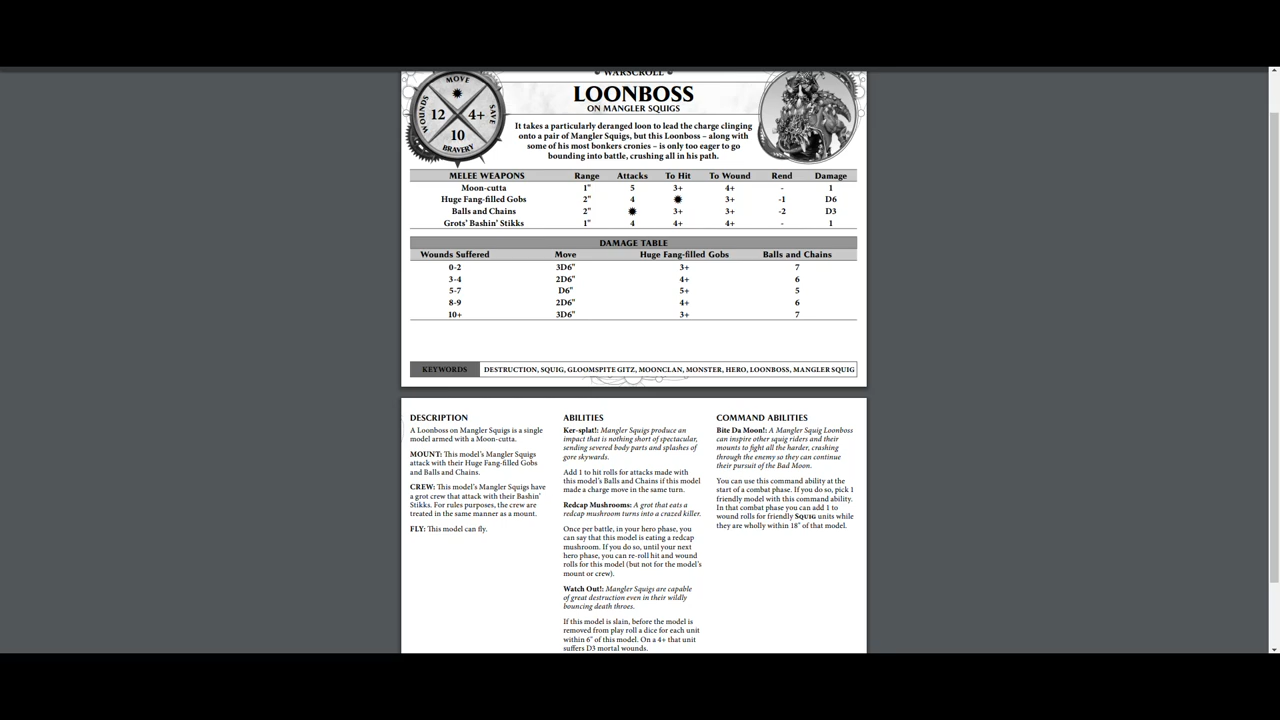 WARSCROLL
MOVE
WOUNDS 12 4+ SAVE
10
BRAVERY
LOONBOSS
ON MANGLER SQUIGS
It takes a particularly deranged loon to lead the charge clinging
onto a pair of Mangler Squigs, but this Loonboss – along with
some of his most bonkers cronies – is only too eager to go
bounding into battle, crushing all in his path.
MELEE WEAPONS Range Attacks To Hit To Wound Rend Damage
Moon-cutta 1" 5 3+ 4+ - 1
Huge Fang-filled Gobs 2" 4 ✹ 3+ -1 D6
Balls and Chains 2" ✹ 3+ 3+ -2 D3
Grots' Bashin' Stikks 1" 4 4+ 4+ - 1
DAMAGE TABLE
Wounds Suffered Move Huge Fang-filled Gobs Balls and Chains
0-2 3D6" 3+ 7
3-4 2D6" 4+ 6
5-7 D6" 5+ 5
8-9 2D6" 4+ 6
10+ 3D6" 3+ 7
KEYWORDS DESTRUCTION, SQUIG, GLOOMSPITE GITZ, MOONCLAN, MONSTER, HERO, LOONBOSS, MANGLER SQUIG
DESCRIPTION
A Loonboss on Mangler Squigs is a single
model armed with a Moon-cutta.
MOUNT: This model's Mangler Squigs
attack with their Huge Fang-filled Gobs
and Balls and Chains.
CREW: This model's Mangler Squigs have
a grot crew that attack with their Bashin'
Stikks. For rules purposes, the crew are
treated in the same manner as a mount.
FLY: This model can fly.
ABILITIES
Ker-splat!: Mangler Squigs produce an
impact that is nothing short of spectacular,
sending severed body parts and splashes of
gore skywards.
Add 1 to hit rolls for attacks made with
this model's Balls and Chains if this model
made a charge move in the same turn.
Redcap Mushrooms: A grot that eats a
redcap mushroom turns into a crazed killer.
Once per battle, in your hero phase, you
can say that this model is eating a redcap
mushroom. If you do so, until your next
hero phase, you can re-roll hit and wound
rolls for this model (but not for the model's
mount or crew).
Watch Out!: Mangler Squigs are capable
of great destruction even in their wildly
bouncing death throes.
If this model is slain, before the model is
removed from play roll a dice for each unit
within 6" of this model. On a 4+ that unit
suffers D3 mortal wounds.
COMMAND ABILITIES
Bite Da Moon!: A Mangler Squig Loonboss
can inspire other squig riders and their
mounts to fight all the harder, crashing
through the enemy so they can continue
their pursuit of the Bad Moon.
You can use this command ability at the
start of a combat phase. If you do so, pick 1
friendly model with this command ability.
In that combat phase you can add 1 to
wound rolls for friendly SQUIG units while
they are wholly within 18" of that model.